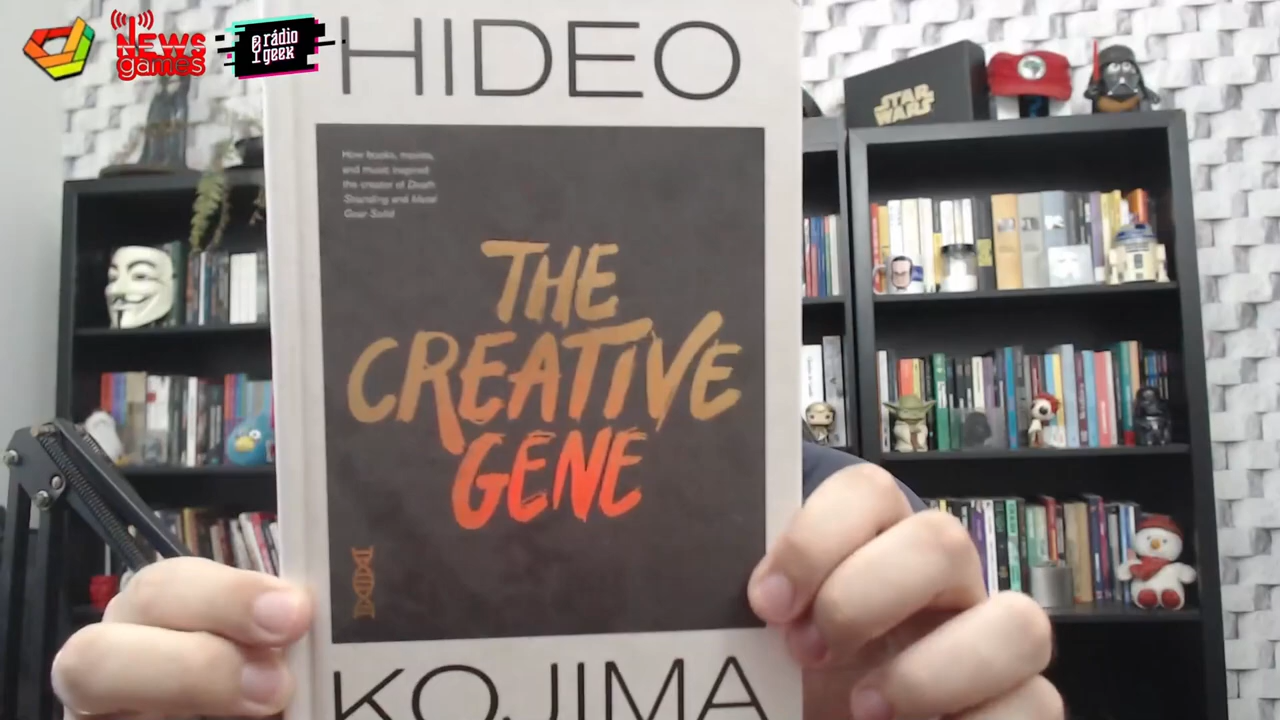 NEWS
games
rádio
geek
HIDEO
How books, movies,
and music inspired
the creator of Death
Stranding and Metal
Gear Solid
THE
CREATIVE
GENE
KOJIMA
STAR
WARS